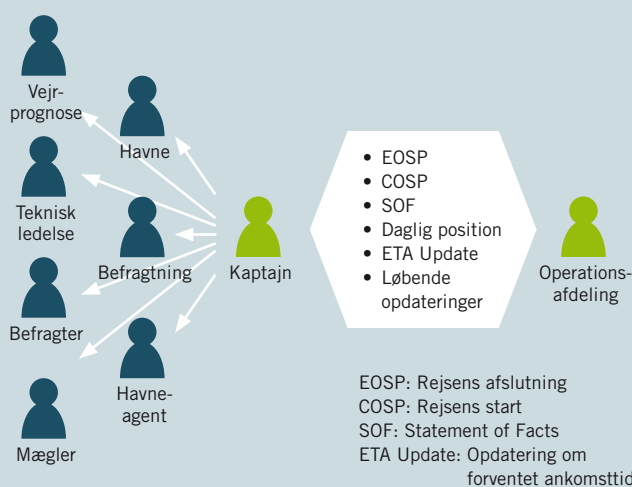 Vejr-
prognose
Havne
Teknisk
ledelse
Befragtning
Befragter
Havne-
agent
Mægler
Kaptajn
• EOSP
• COSP
• SOF
• Daglig position
• ETA Update
• Løbende
opdateringer
Operations-
afdeling
EOSP: Rejsens afslutning
COSP: Rejsens start
SOF: Statement of Facts
ETA Update: Opdatering om
forventet ankomsttid